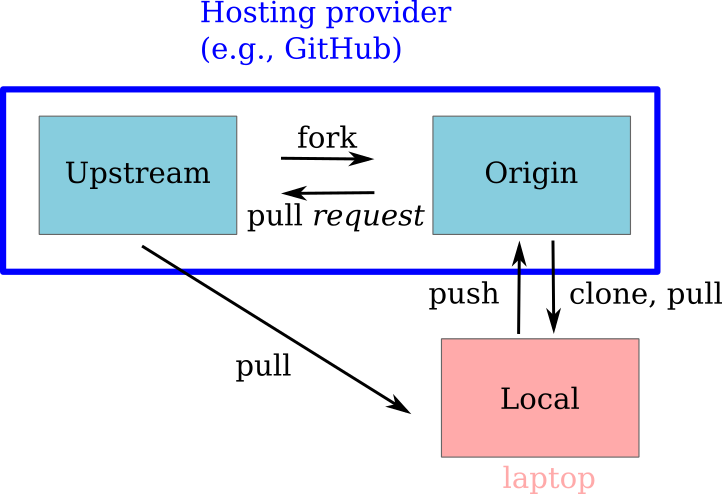 Hosting provider
(e.g., GitHub)
Upstream
fork
pull request
Origin
push
clone, pull
pull
Local
laptop